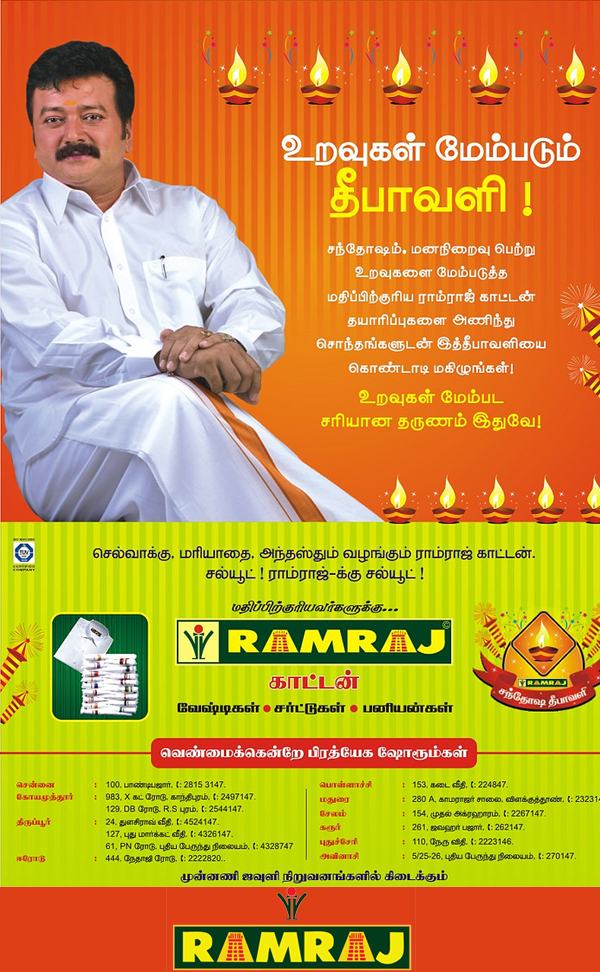 உறவுகள் மேம்படும்
தீபாவளி !
சந்தோஷம், மனநிறைவு பெற்று
உறவுகளை மேம்படுத்த
மதிப்பிற்குரிய ராம்ராஜ் காட்டன்
தயாரிப்புகளை அணிந்து
சொந்தங்களுடன் இத்தீபாவளியை
கொண்டாடி மகிழுங்கள்!
உறவுகள் மேம்பட
சரியான தருணம் இதுவே!
CERTIFIED
COMPANY
செல்வாக்கு, மரியாதை, அந்தஸ்தும் வழங்கும் ராம்ராஜ் காட்டன்.
சல்யூட் ! ராம்ராஜ்-க்கு சல்யூட் !
மதிப்பிற்குரியவர்களுக்கு...
RAMRAJ ©
காட்டன்
வேஷ்டிகள் • சர்ட்டுகள் • பனியன்கள்
RAMRAJ
சந்தோஷ தீபாவளி
வெண்மைக்கென்றே பிரத்யேக ஷோரூம்கள்
சென்னை : 100, பாண்டிபஜார், ✆: 2815 3147.
கோயமுத்தூர் : 983, X கட் ரோடு, காந்திபுரம், ✆: 2497147.
129. DB ரோடு, R.S புரம், ✆: 2544147.
திருப்பூர் : 24, துளசிராவ் வீதி, ✆: 4524147.
127, புது மார்க்கட் வீதி, ✆: 4326147.
61, PN ரோடு, புதிய பேருந்து நிலையம், ✆: 4328747
ஈரோடு : 444, நேதாஜி ரோடு, ✆: 2222820..
பொள்ளாச்சி : 153, கடை வீதி, ✆: 224847.
மதுரை : 280 A, காமராஜர் சாலை, விளக்குத்தூண், ✆: 232314
சேலம் : 154, முதல் அக்ரஹாரம், ✆: 2267147.
கரூர் : 261, ஜவஹர் பஜார், ✆: 262147.
புதுச்சேரி : 110, நேரு வீதி, ✆: 2223146.
அவினாசி : 5/25-26, புதிய பேருந்து நிலையம், ✆: 270147.
முன்னணி ஜவுளி நிறுவனங்களில் கிடைக்கும்
RAMRAJ